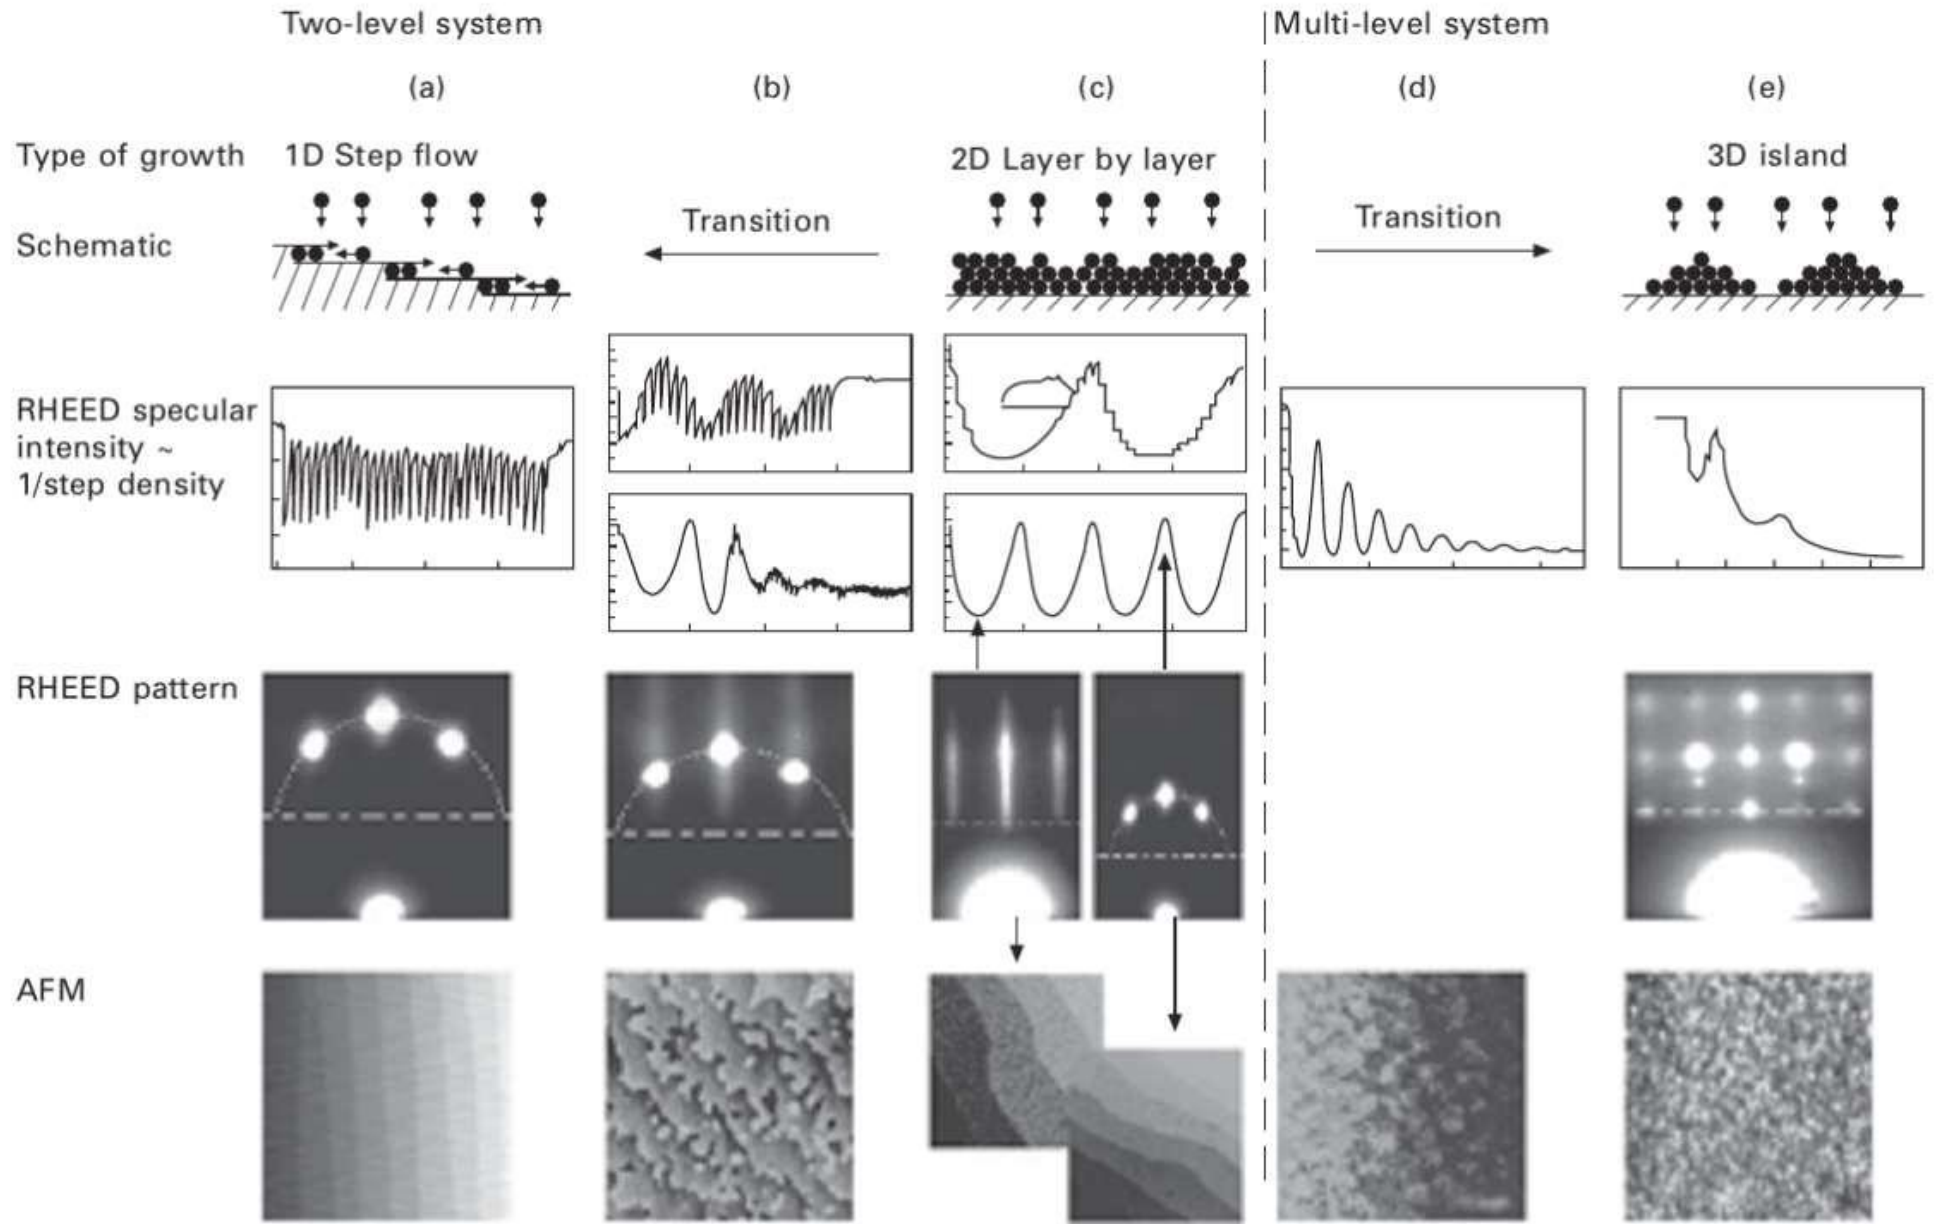 Two-level system
Multi-level system
(a)
(b)
(c)
(d)
(e)
Type of growth
1D Step flow
2D Layer by layer
3D island
Schematic
Transition
Transition
RHEED specular
intensity ~
1/step density
RHEED pattern
AFM